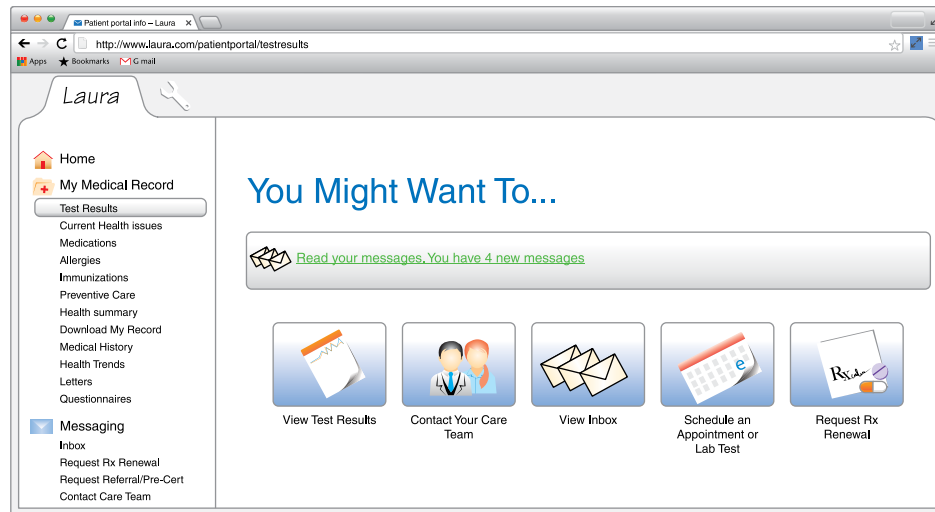 Patient portal info – Laura x
http://www.laura.com/patientportal/testresults
Apps Bookmarks G mail
Laura
Home
My Medical Record
Test Results
Current Health issues
Medications
Allergies
Immunizations
Preventive Care
Health summary
Download My Record
Medical History
Health Trends
Letters
Questionnaires
Messaging
Inbox
Request Rx Renewal
Request Referral/Pre-Cert
Contact Care Team
You Might Want To...
Read your messages, You have 4 new messages
e
Rx
View Test Results
Contact Your Care
Team
View Inbox
Schedule an
Appointment or
Lab Test
Request Rx
Renewal